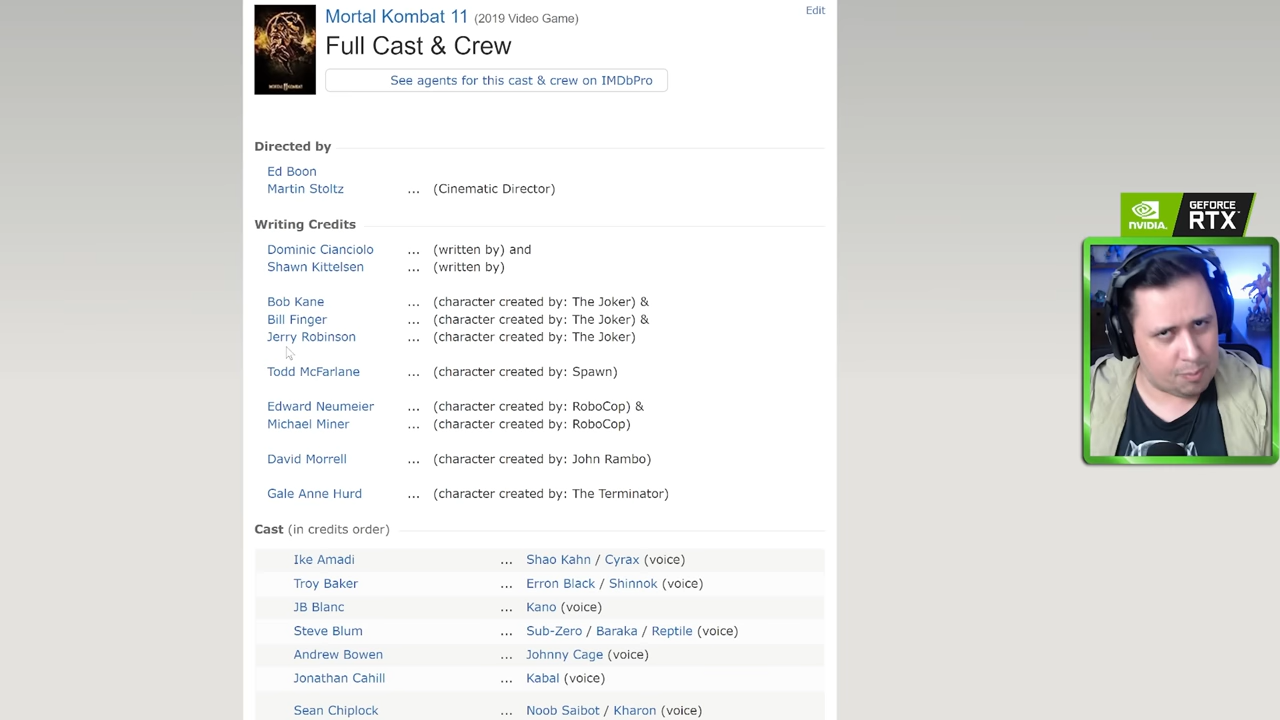 Mortal Kombat 11 (2019 Video Game)
Edit
Full Cast & Crew
See agents for this cast & crew on IMDbPro
MORTAL KOMBAT
Directed by
Ed Boon
Martin Stoltz ... (Cinematic Director)
Writing Credits
Dominic Cianciolo ... (written by) and
Shawn Kittelsen ... (written by)
Bob Kane ... (character created by: The Joker) &
Bill Finger ... (character created by: The Joker) &
Jerry Robinson ... (character created by: The Joker)
Todd McFarlane ... (character created by: Spawn)
Edward Neumeier ... (character created by: RoboCop) &
Michael Miner ... (character created by: RoboCop)
David Morrell ... (character created by: John Rambo)
Gale Anne Hurd ... (character created by: The Terminator)
Cast (in credits order)
Ike Amadi ... Shao Kahn / Cyrax (voice)
Troy Baker ... Erron Black / Shinnok (voice)
JB Blanc ... Kano (voice)
Steve Blum ... Sub-Zero / Baraka / Reptile (voice)
Andrew Bowen ... Johnny Cage (voice)
Jonathan Cahill ... Kabal (voice)
Sean Chiplock ... Noob Saibot / Kharon (voice)
NVIDIA.
GEFORCE
RTX